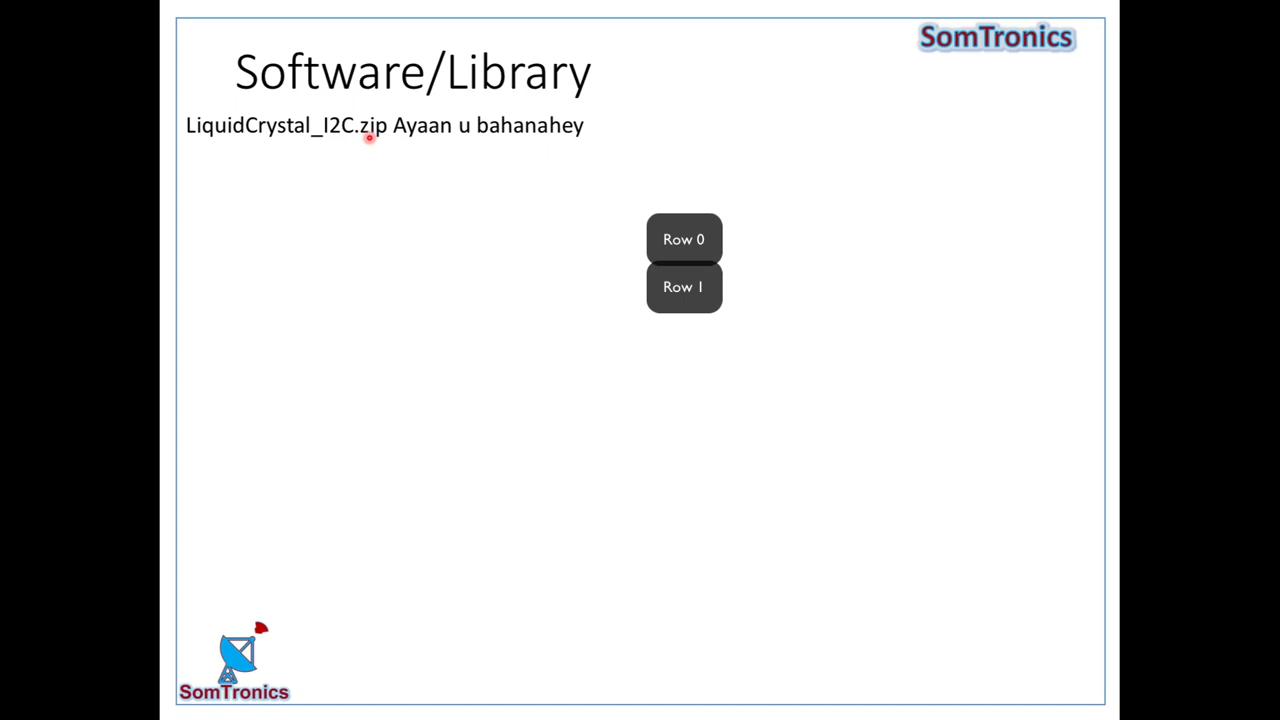 SomTronics
Software/Library
LiquidCrystal_I2C.zip Ayaan u bahanahey
Row 0
Row 1
SomTronics